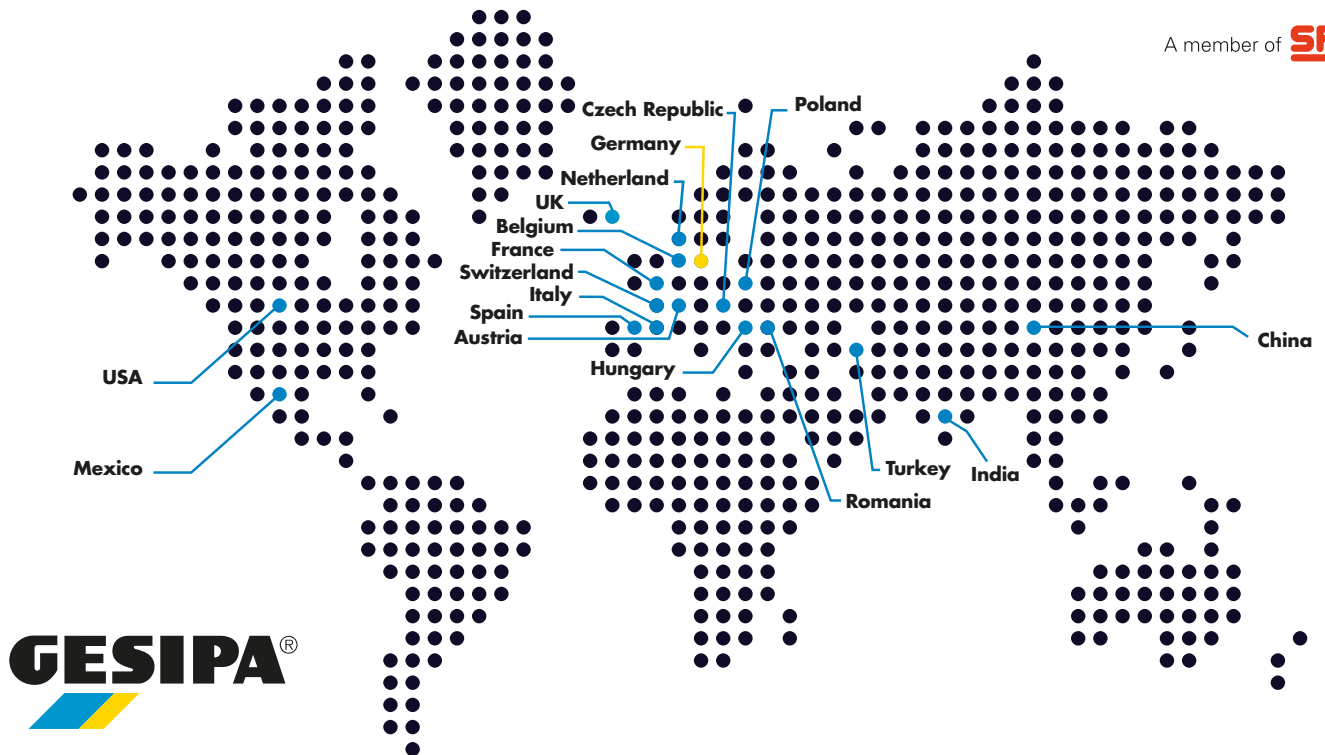 A member of
Czech Republic
Poland
Germany
Netherland
UK
Belgium
France
Switzerland
Italy
Spain
Austria
Hungary
China
USA
Mexico
Turkey
India
Romania
GESIPA®